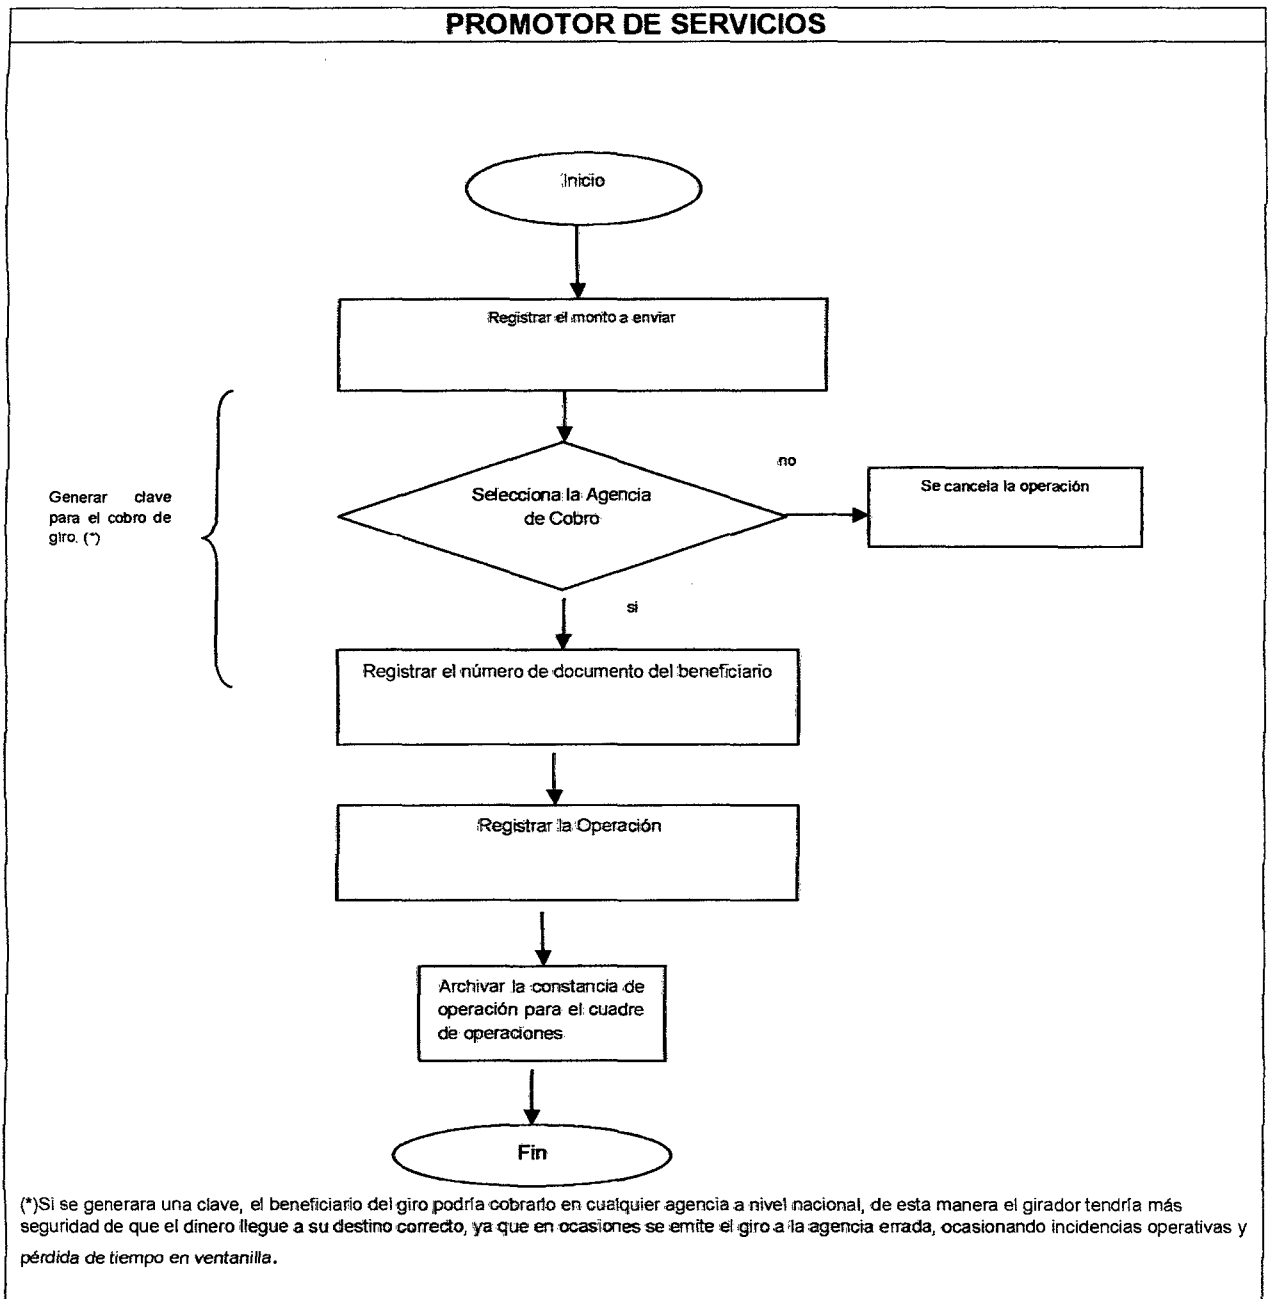 PROMOTOR DE SERVICIOS
Inicio
Registrar el monto a enviar
Generar clave
para el cobro de
giro. (*)
Selecciona la Agencia
de Cobro
no
Se cancela la operación
si
Registrar el número de documento del beneficiario
Registrar la Operación
Archivar la constancia de
operación para el cuadre
de operaciones
Fin
(*)Si se generara una clave, el beneficiario del giro podría cobrarlo en cualquier agencia a nivel nacional, de esta manera el girador tendría más
seguridad de que el dinero llegue a su destino correcto, ya que en ocasiones se emite el giro a la agencia errada, ocasionando incidencias operativas y
pérdida de tiempo en ventanilla.